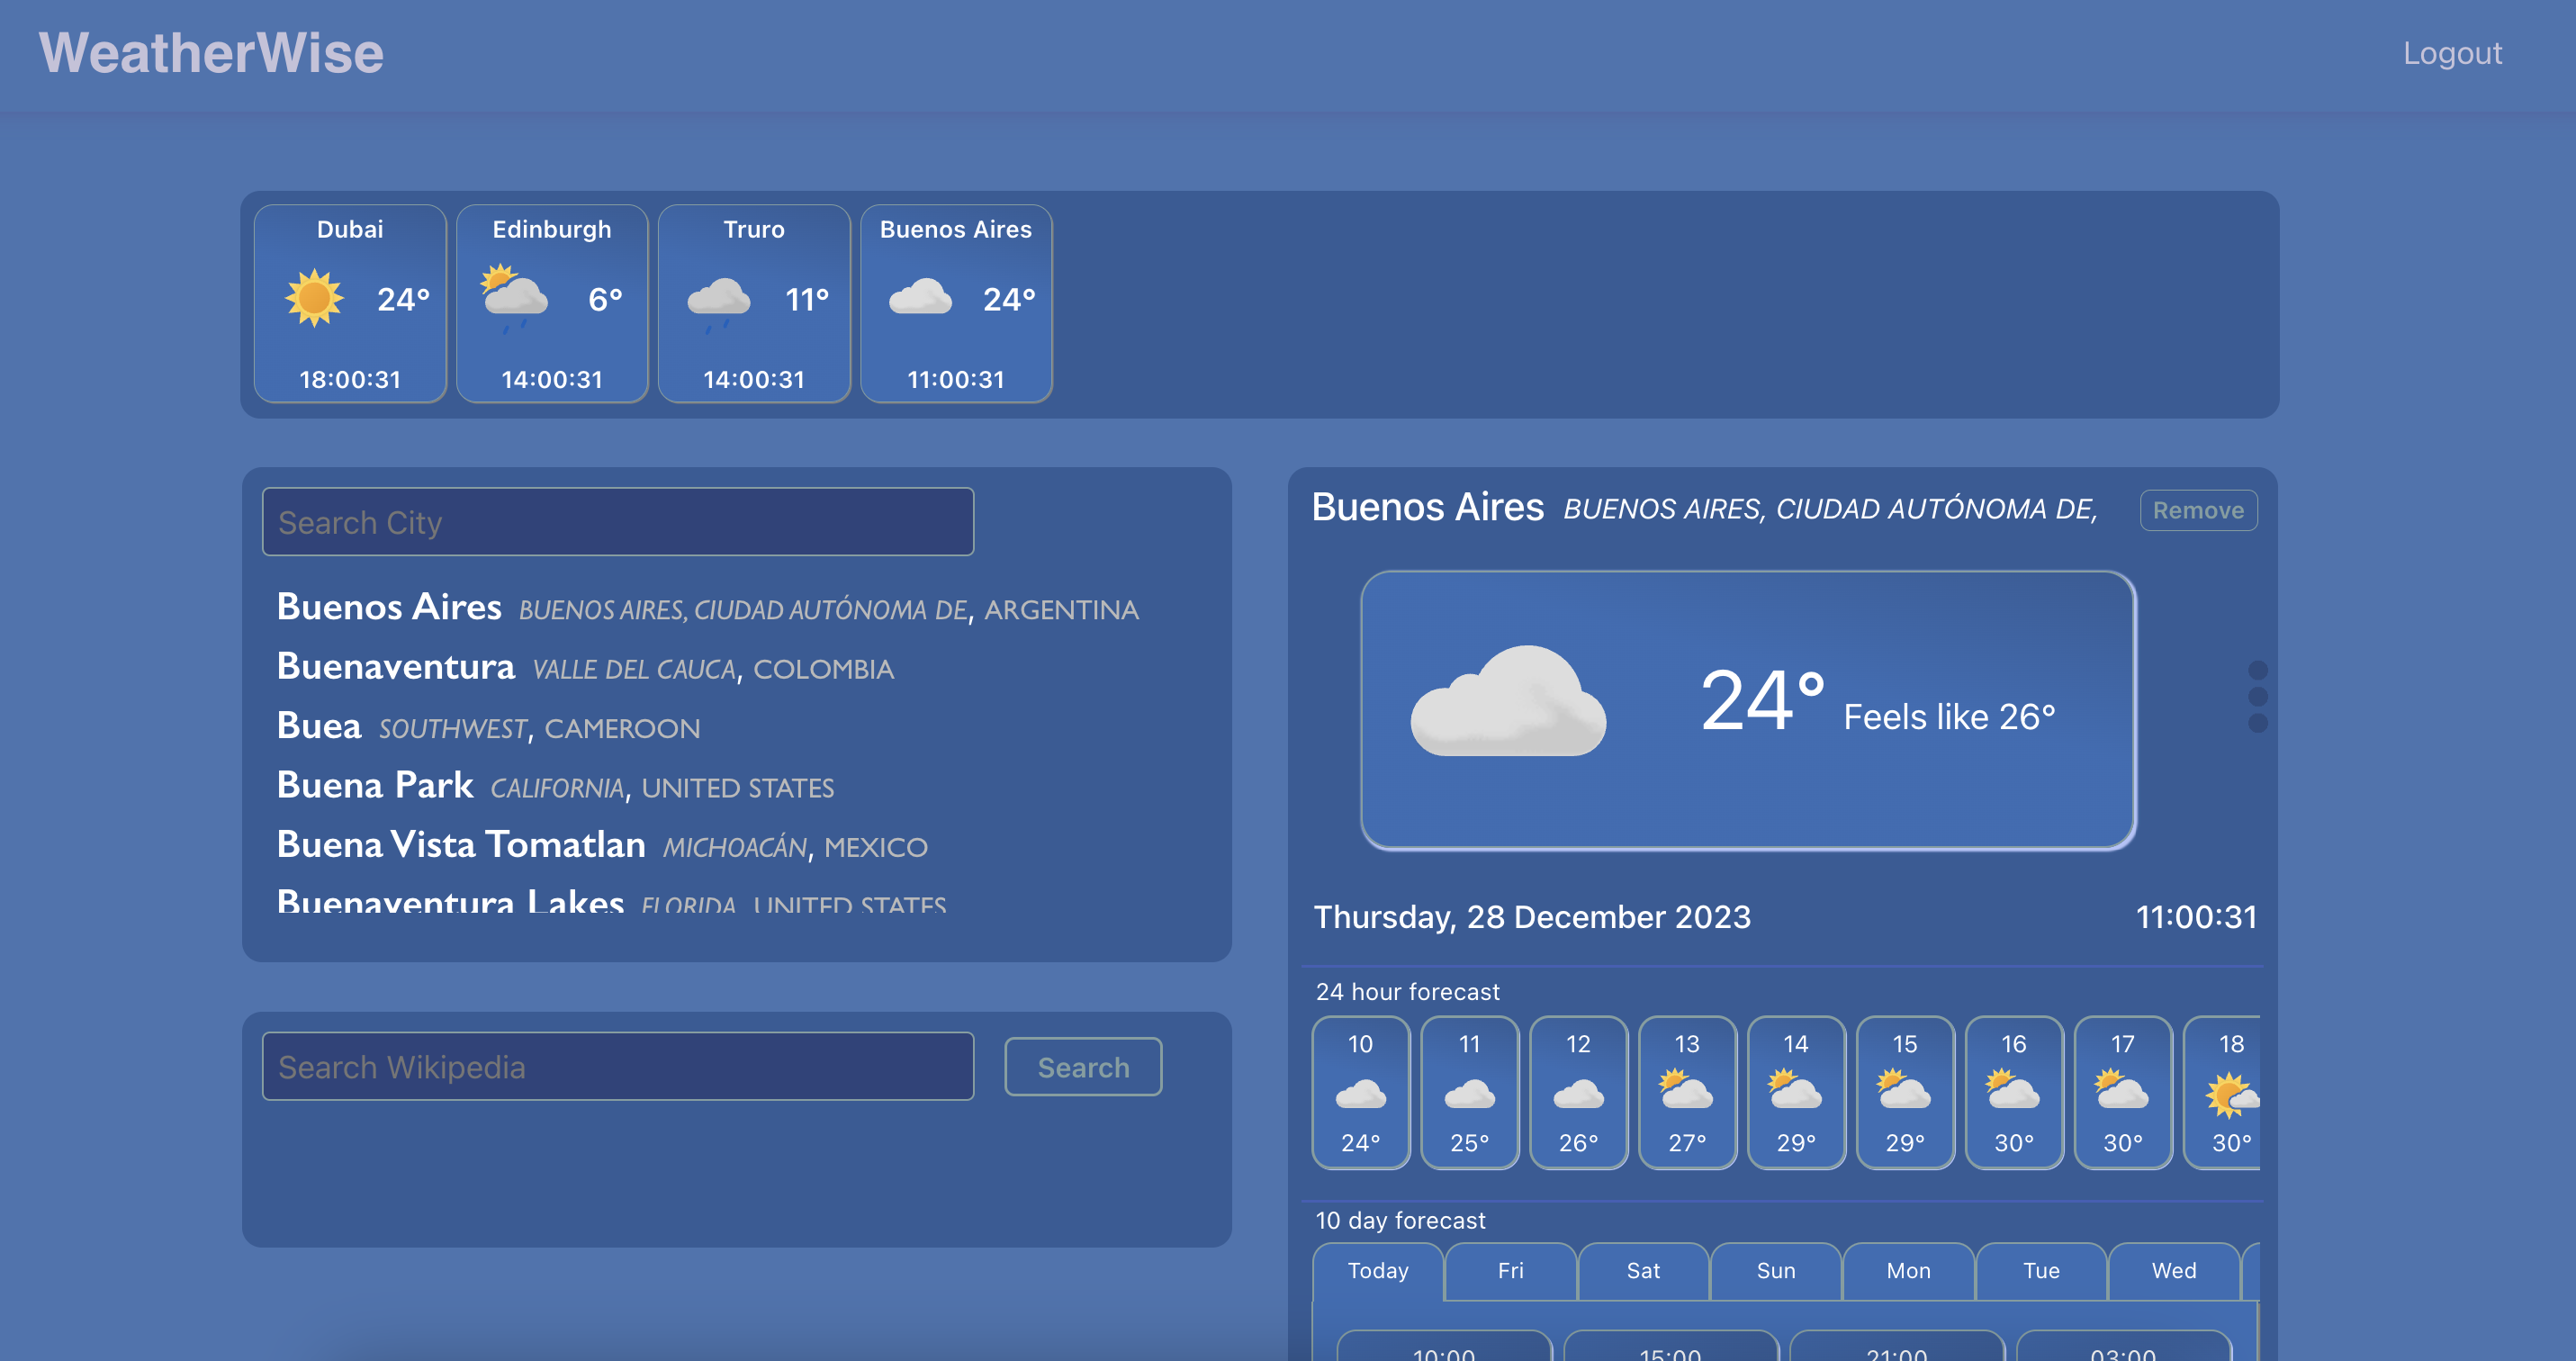 WeatherWise
Logout
Dubai
24°
18:00:31
Edinburgh
6°
14:00:31
Truro
11°
14:00:31
Buenos Aires
24°
11:00:31
Search City
Buenos Aires BUENOS AIRES, CIUDAD AUTÓNOMA DE, ARGENTINA
Buenaventura VALLE DEL CAUCA, COLOMBIA
Buea SOUTHWEST, CAMEROON
Buena Park CALIFORNIA, UNITED STATES
Buena Vista Tomatlan MICHOACÁN, MEXICO
Buenaventura Lakes FLORIDA UNITED STATES
Search Wikipedia
Search
Buenos Aires BUENOS AIRES, CIUDAD AUTÓNOMA DE,
Remove
24° Feels like 26°
Thursday, 28 December 2023
11:00:31
24 hour forecast
10 11 12 13 14 15 16 17 18
24° 25° 26° 27° 29° 29° 30° 30° 30°
10 day forecast
Today Fri Sat Sun Mon Tue Wed
10:00 15:00 21:00 03:00